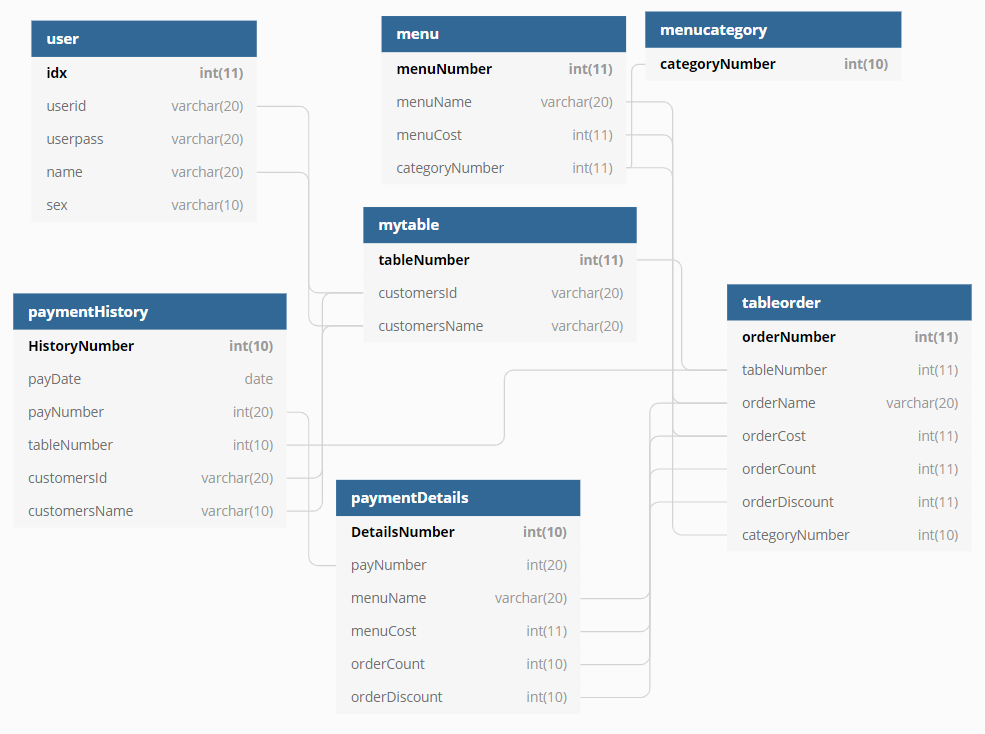 user
idx int(11)
userid varchar(20)
userpass varchar(20)
name varchar(20)
sex varchar(10)
menu
menuNumber int(11)
menuName varchar(20)
menuCost int(11)
categoryNumber int(11)
menucategory
categoryNumber int(10)
mytable
tableNumber int(11)
customersId varchar(20)
customersName varchar(20)
paymentHistory
HistoryNumber int(10)
payDate date
payNumber int(20)
tableNumber int(10)
customersId varchar(20)
customersName varchar(10)
tableorder
orderNumber int(11)
tableNumber int(11)
orderName varchar(20)
orderCost int(11)
orderCount int(11)
orderDiscount int(11)
categoryNumber int(10)
paymentDetails
DetailsNumber int(10)
payNumber int(20)
menuName varchar(20)
menuCost int(11)
orderCount int(10)
orderDiscount int(10)